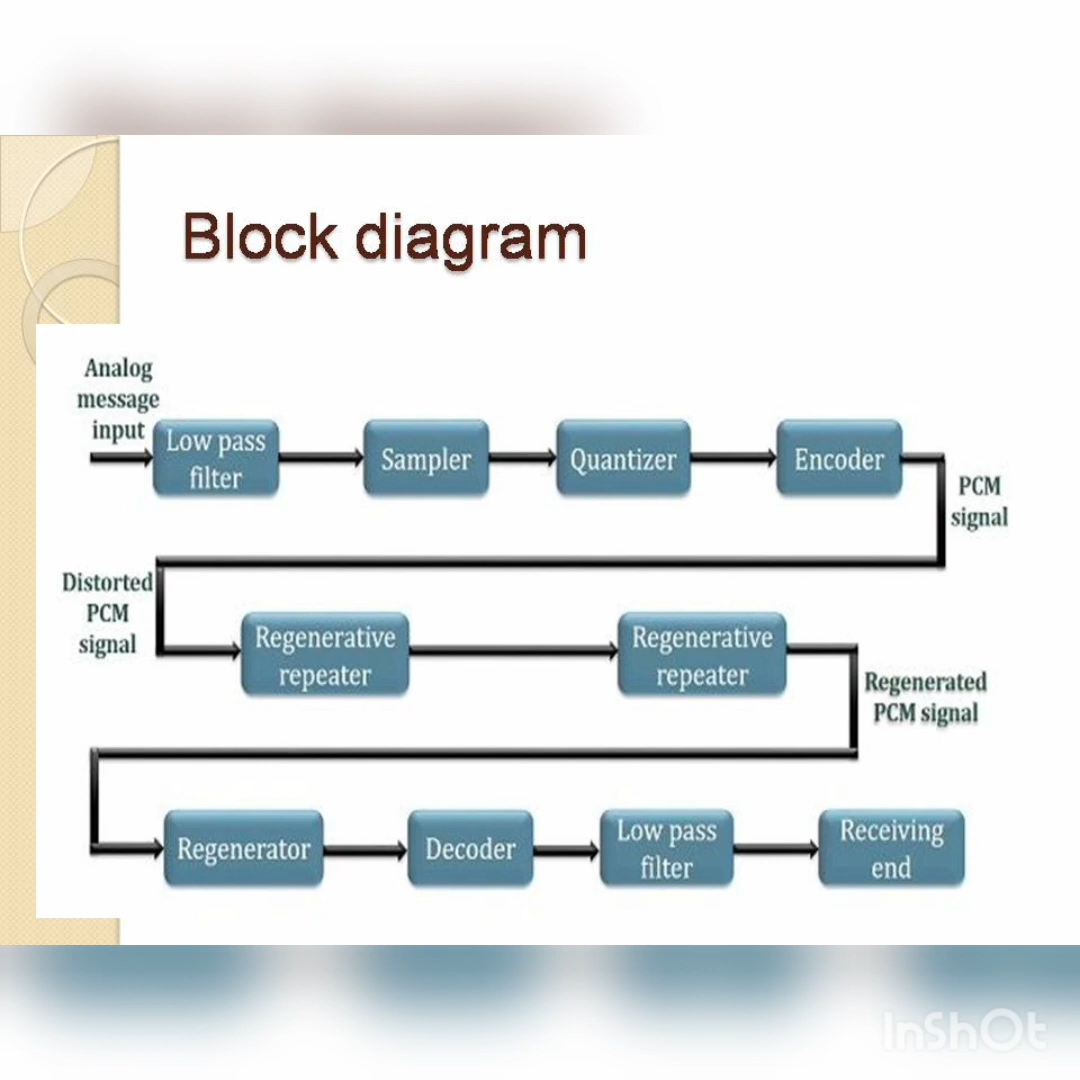 Block diagram
Analog
message
input
Low pass
filter
Sampler
Quantizer
Encoder
PCM
signal
Distorted
PCM
signal
Regenerative
repeater
Regenerative
repeater
Regenerated
PCM signal
Regenerator
Decoder
Low pass
filter
Receiving
end
InShOt